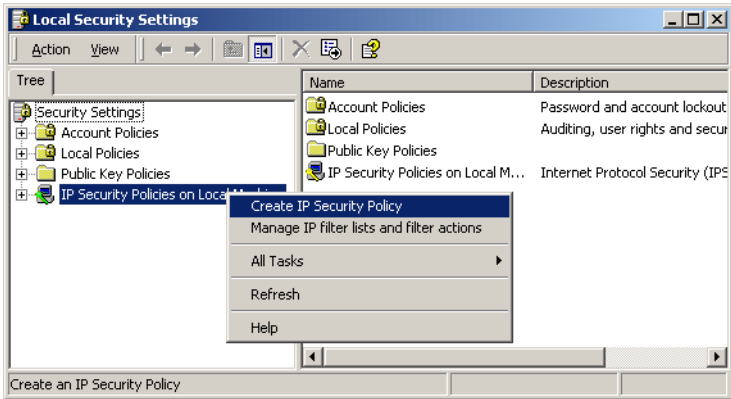 Local Security Settings
Action View
Tree
Name Description
Security Settings
Account Policies
Local Policies
Public Key Policies
IP Security Policies on Local
Account Policies Password and account lockout
Local Policies Auditing, user rights and secur
Public Key Policies
IP Security Policies on Local M... Internet Protocol Security (IPS
Create IP Security Policy
Manage IP filter lists and filter actions
All Tasks
Refresh
Help
Create an IP Security Policy